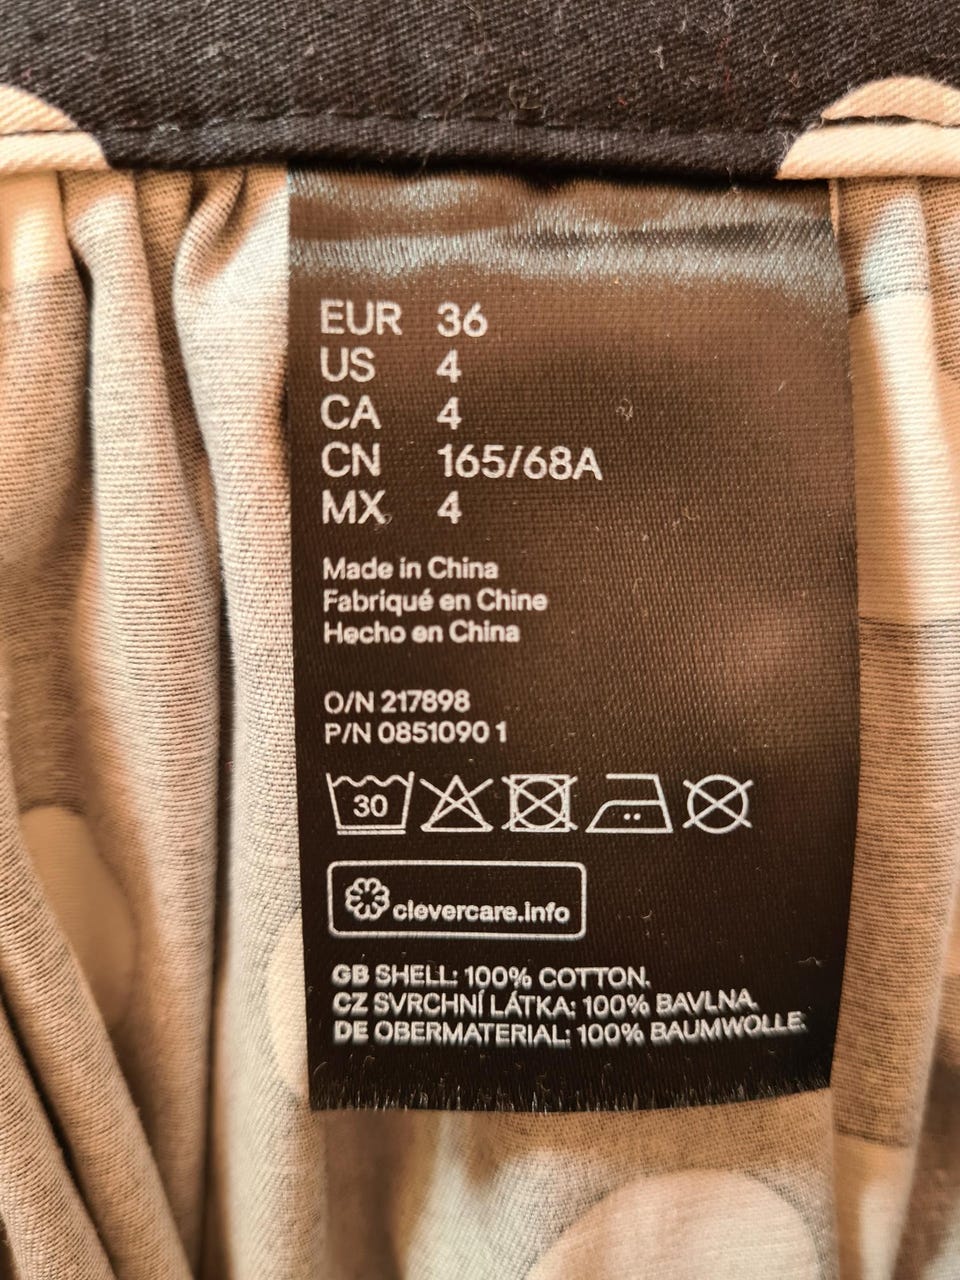 EUR 36
US 4
CA 4
CN 165/68A
MX 4
Made in China
Fabriqué en Chine
Hecho en China
O/N 217898
P/N 0851090 1
30
clevercare.info
GB SHELL: 100% COTTON.
CZ SVRCHNÍ LÁTKA: 100% BAVLNA.
DE OBERMATERIAL: 100% BAUMWOLLE.